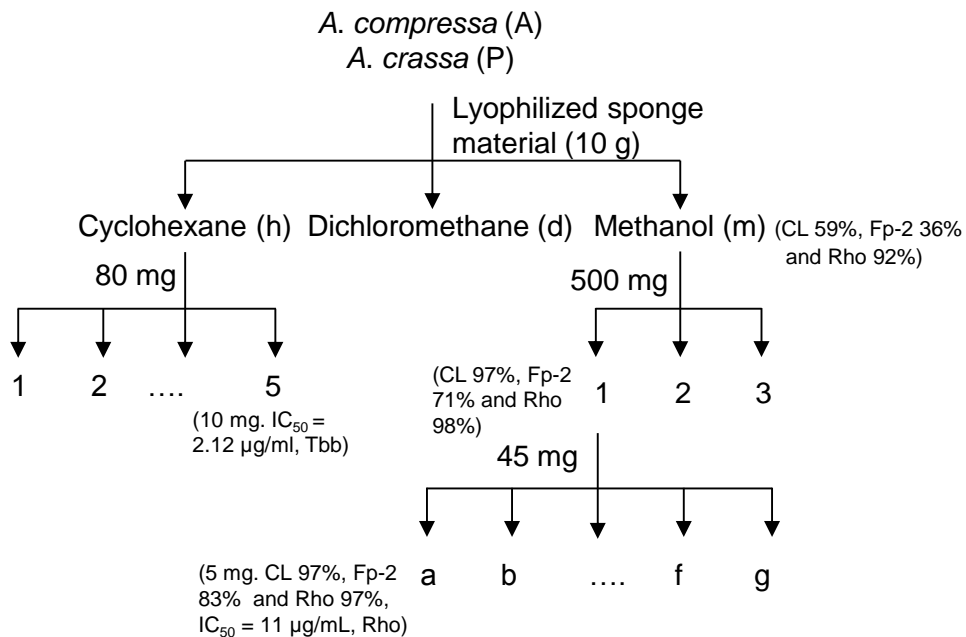 A. compressa (A)
A. crassa (P)
Lyophilized sponge
material (10 g)
Cyclohexane (h) Dichloromethane (d) Methanol (m) (CL 59%, Fp-2 36%
and Rho 92%)
80 mg
500 mg
1 2 …. 5
(10 mg. IC50 =
2.12 µg/ml, Tbb)
(CL 97%, Fp-2
71% and Rho
98%)
1 2 3
45 mg
a b …. f g
(5 mg. CL 97%, Fp-2
83% and Rho 97%,
IC50 = 11 µg/mL, Rho)